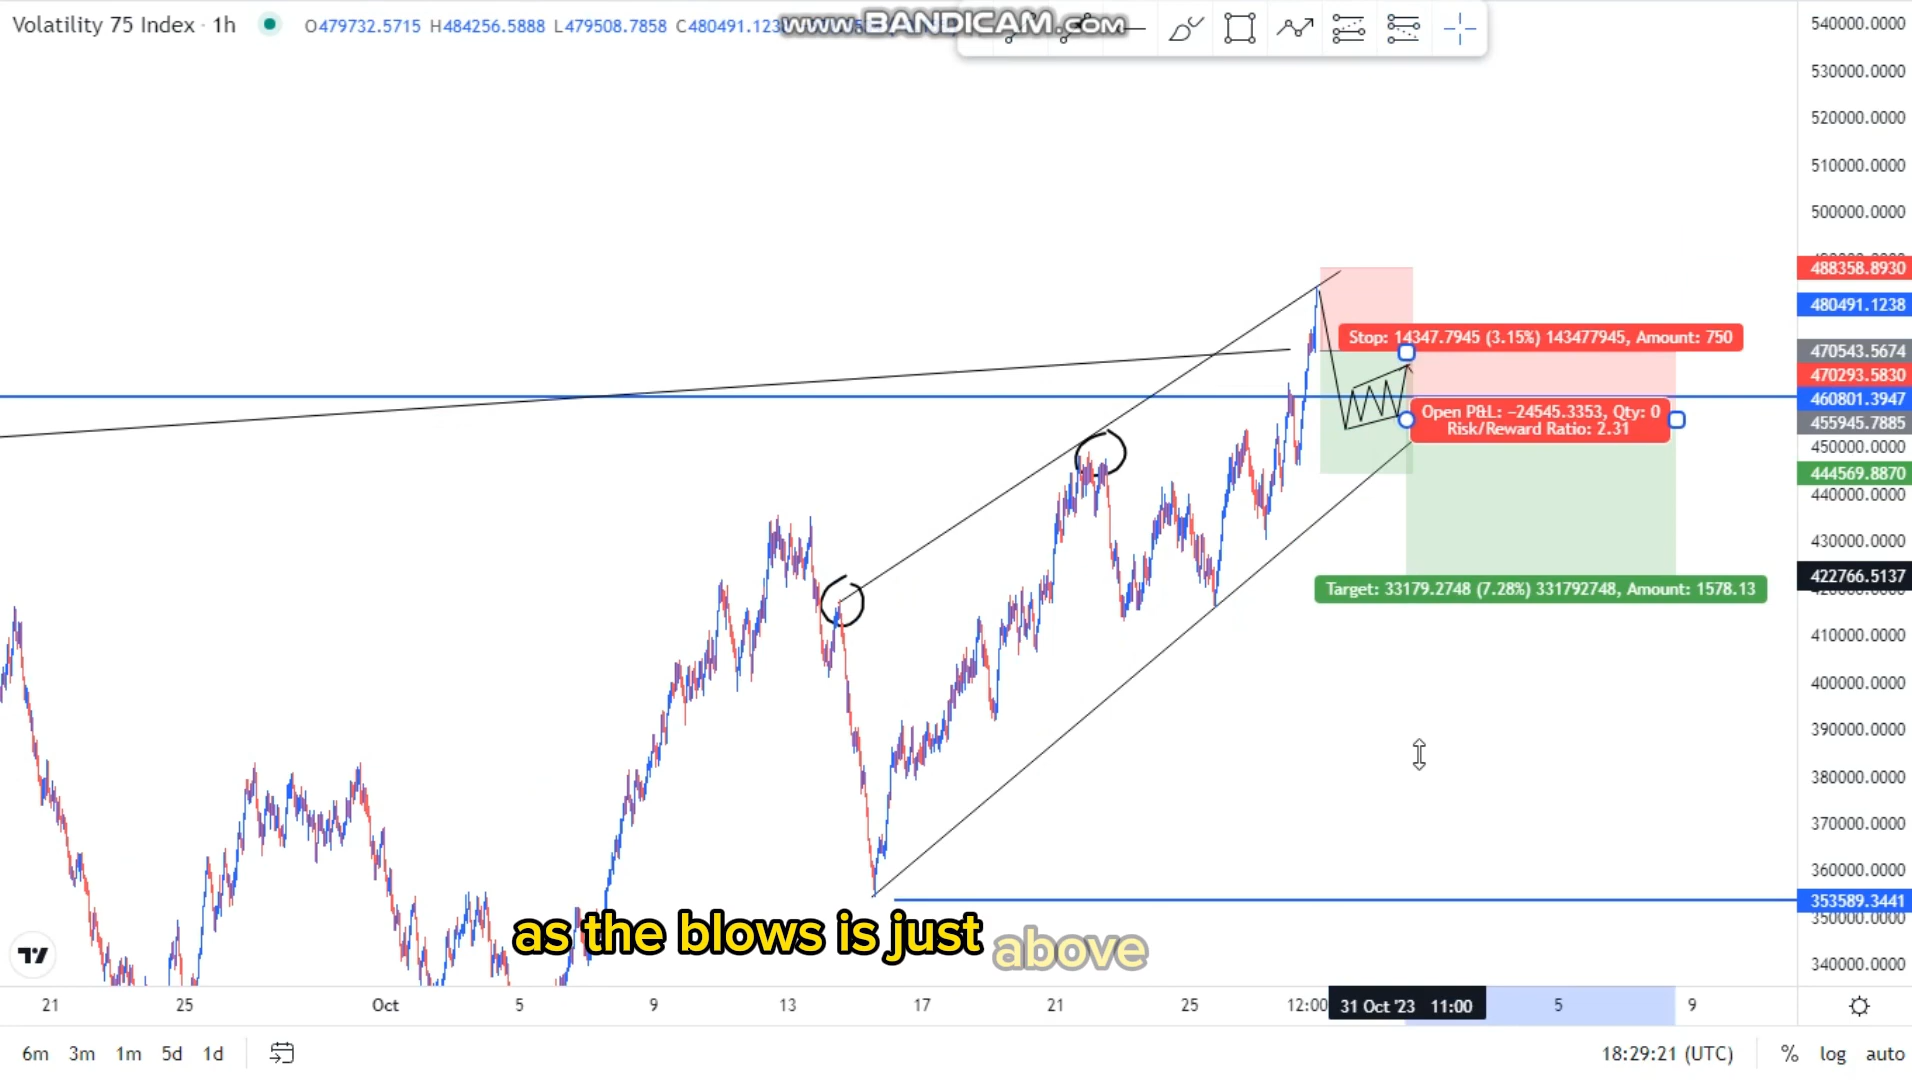 Volatility 75 Index · 1h
O479732.5715 H484256.5888 L479508.7858 C480491.123
www.BANDICAM.com
540000.0000
530000.0000
520000.0000
510000.0000
500000.0000
488358.8930
480491.1238
Stop: 14347.7945 (3.15%) 143477945, Amount: 750
470543.5674
470293.5830
460801.3947
Open P&L: −24545.3353, Qty: 0
Risk/Reward Ratio: 2.31
455945.7885
450000.0000
444569.8870
440000.0000
430000.0000
422766.5137
Target: 33179.2748 (7.28%) 331792748, Amount: 1578.13
410000.0000
400000.0000
390000.0000
380000.0000
370000.0000
360000.0000
353589.3441
350000.0000
as the blows is just above
340000.0000
21 25 Oct 5 9 13 17 21 25 12:00 31 Oct '23 11:00 5 9
6m 3m 1m 5d 1d 18:29:21 (UTC) % log auto